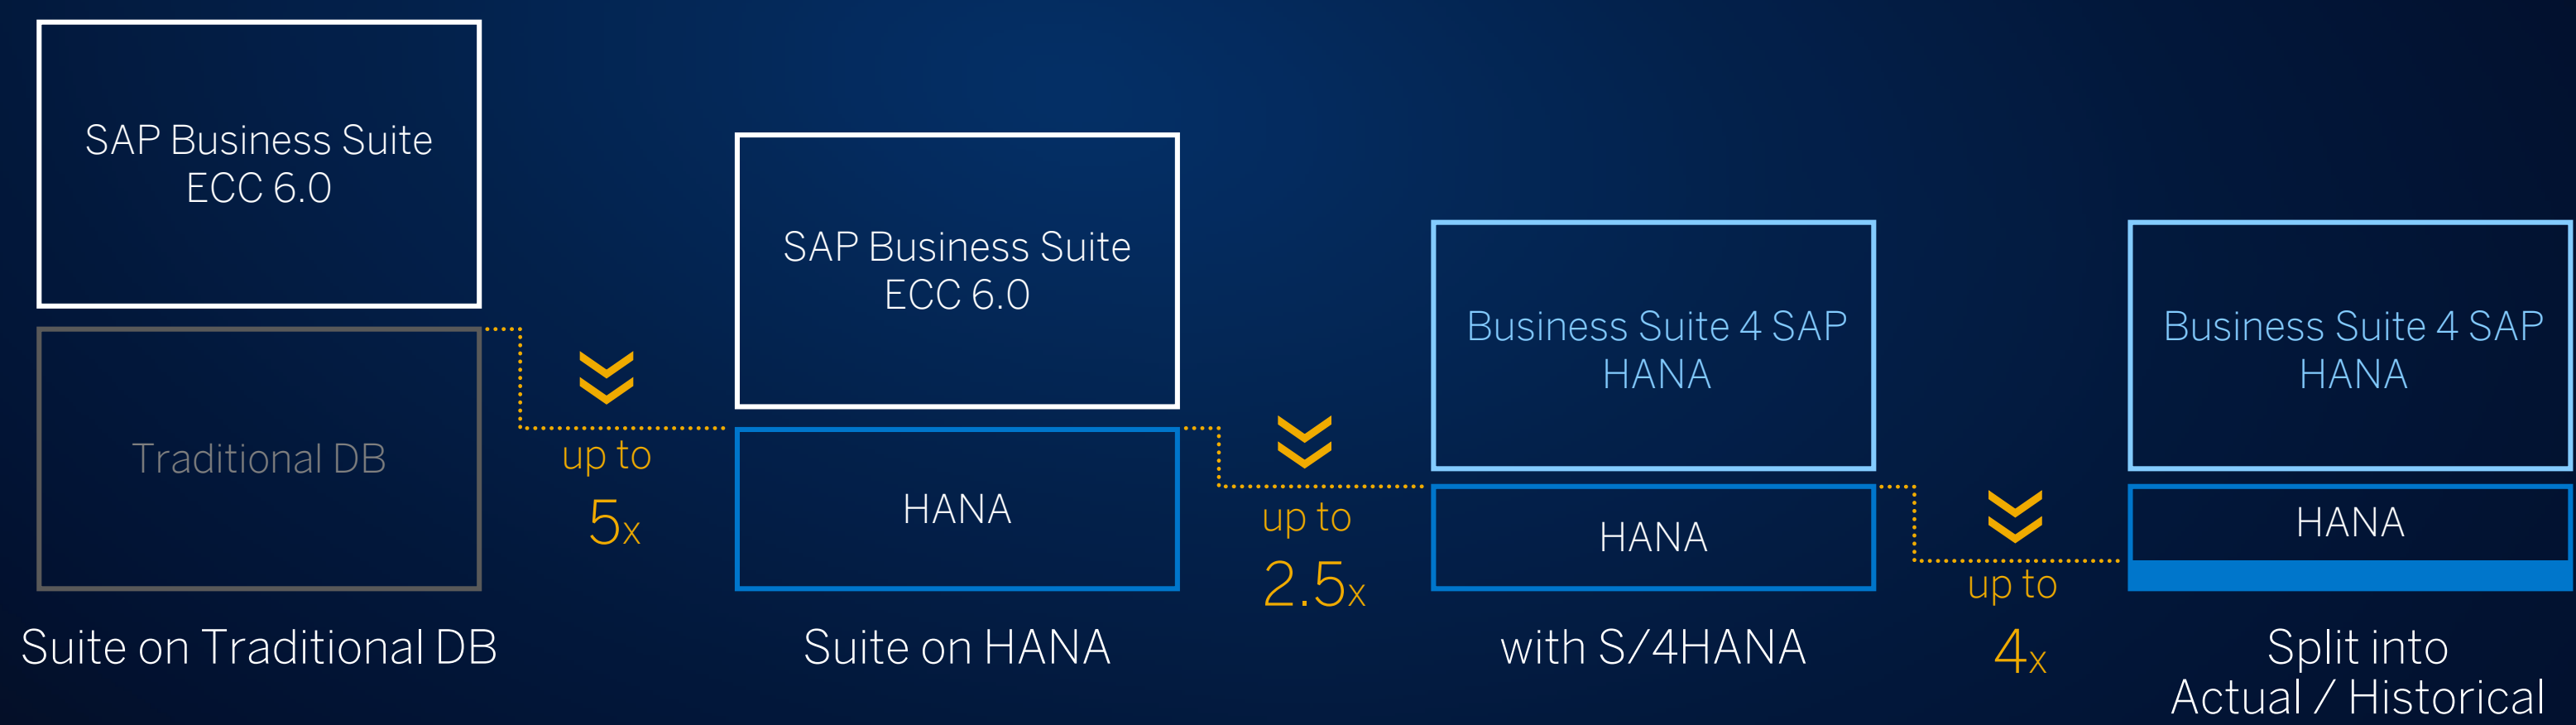 SAP Business Suite
ECC 6.0
Traditional DB
Suite on Traditional DB
up to
5x
SAP Business Suite
ECC 6.0
HANA
Suite on HANA
up to
2.5x
Business Suite 4 SAP
HANA
HANA
with S/4HANA
up to
4x
Business Suite 4 SAP
HANA
HANA
Split into
Actual / Historical